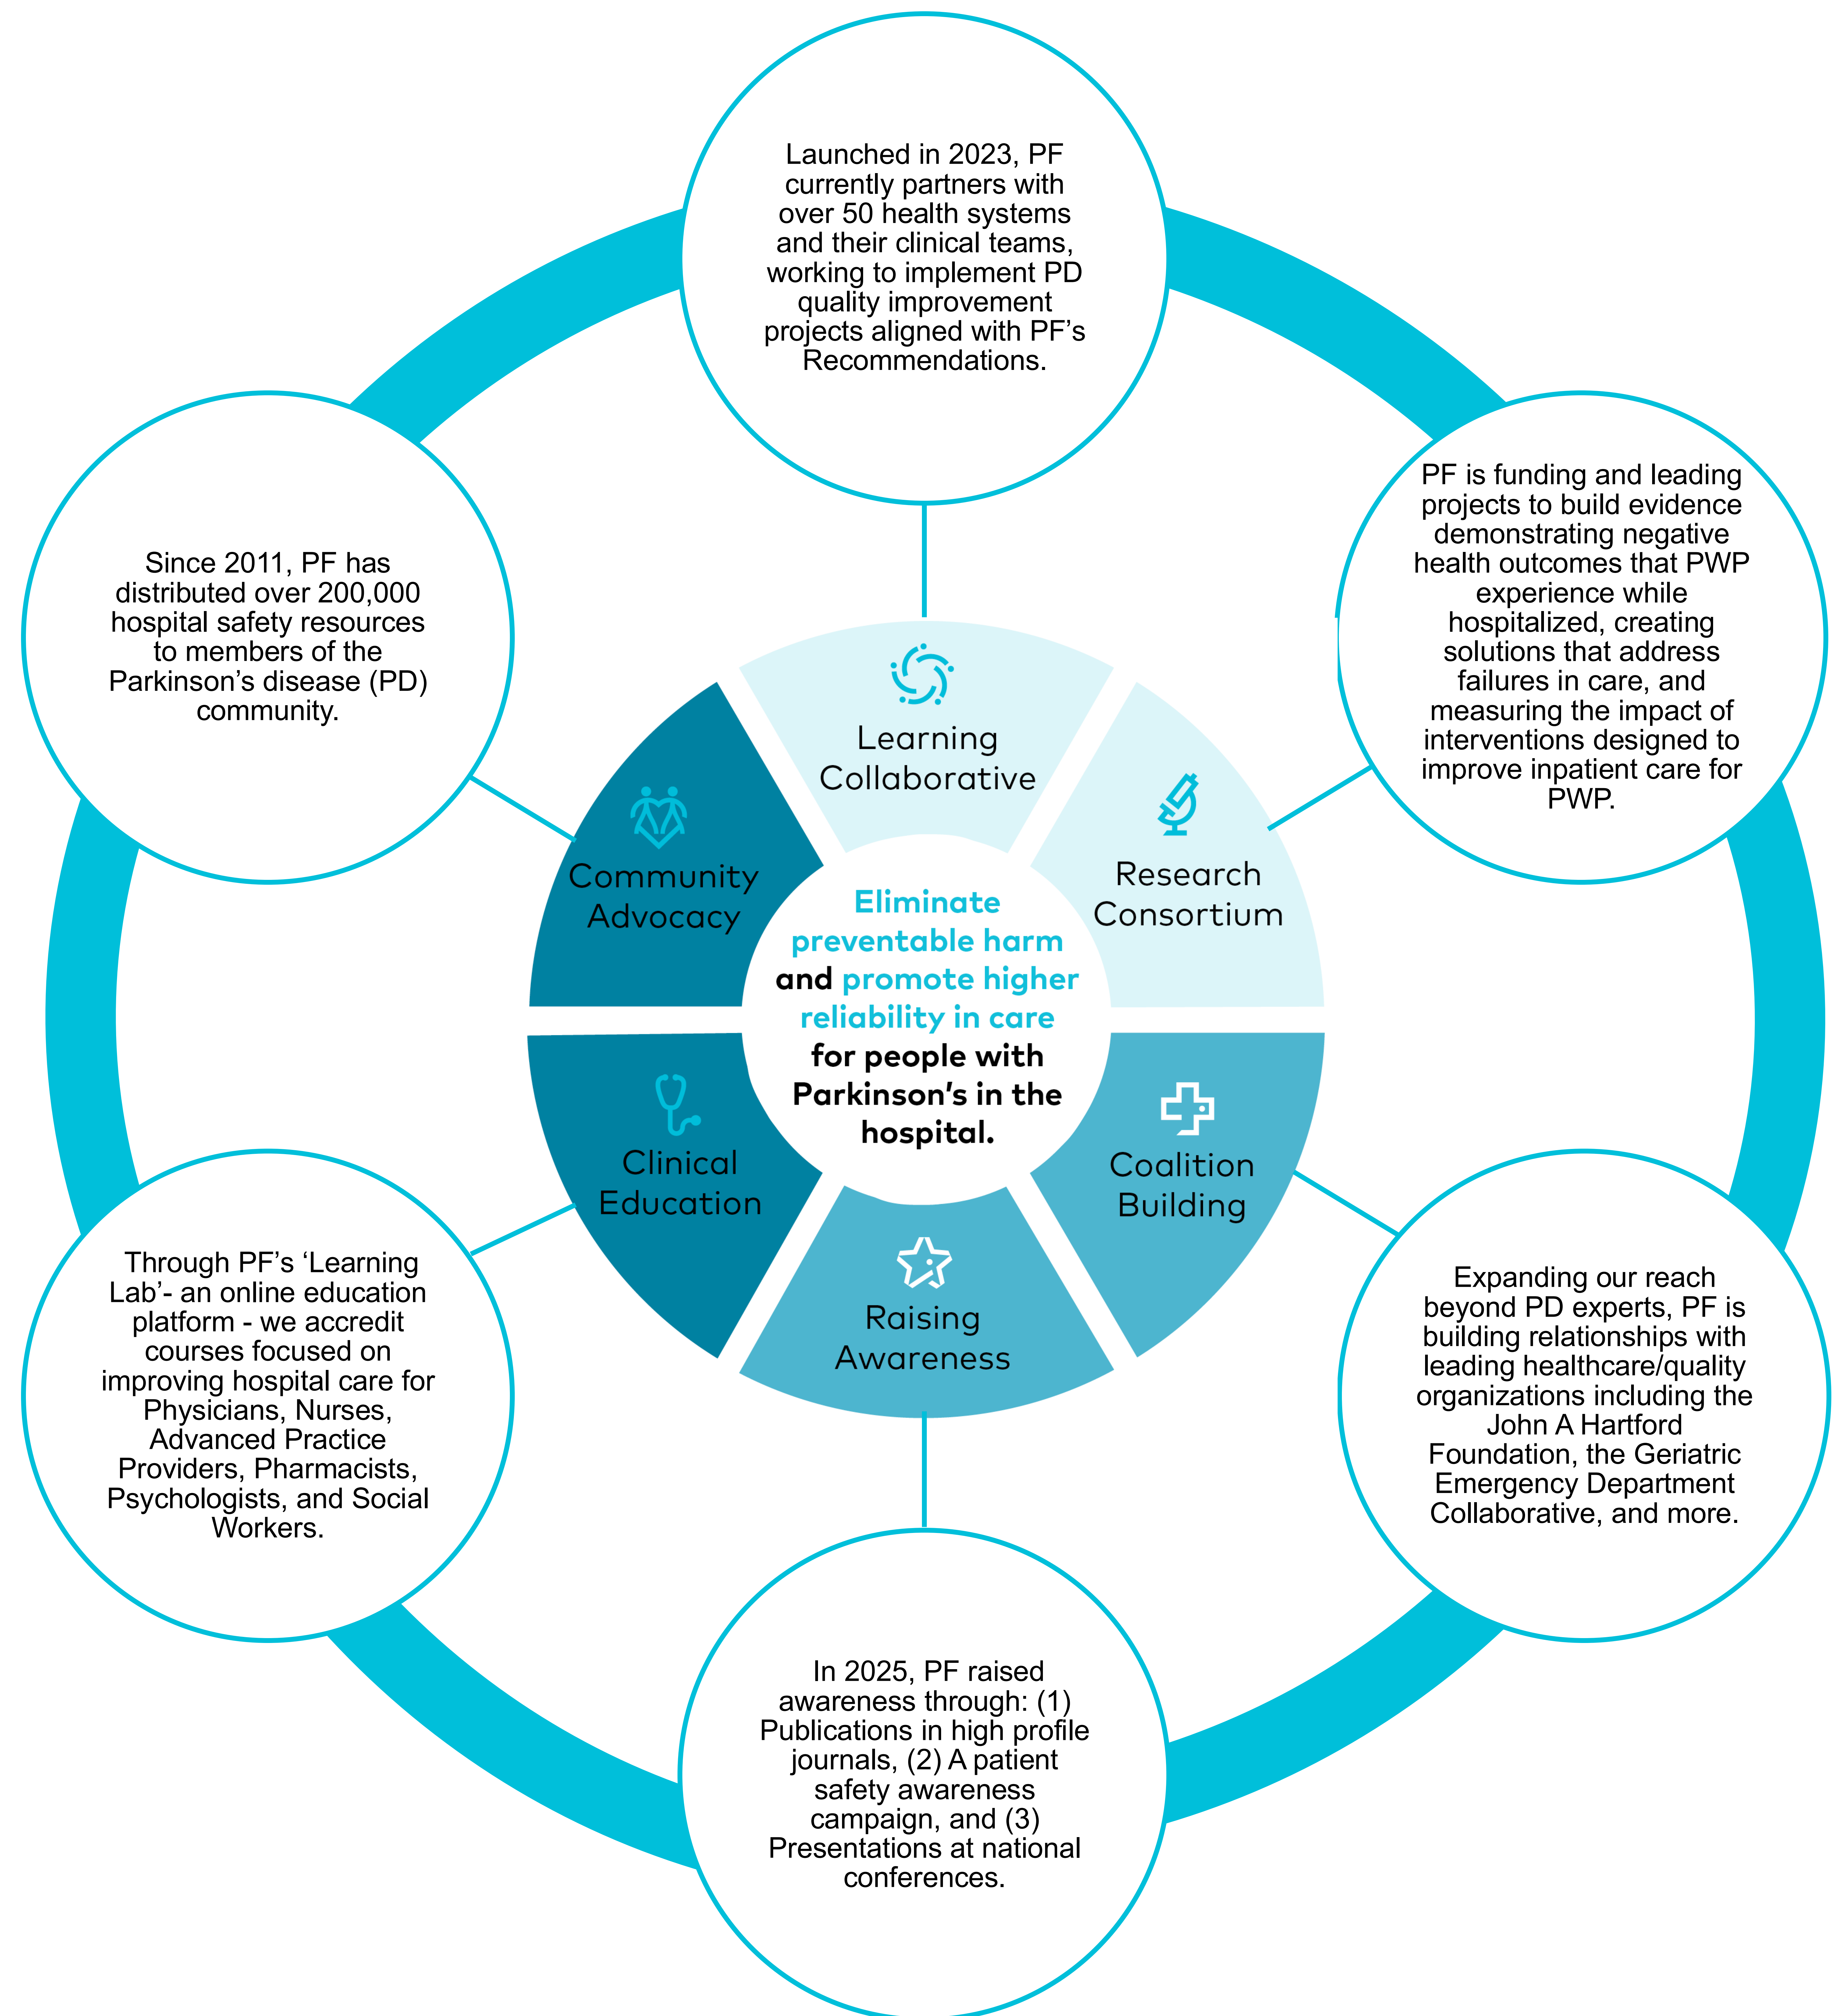 Launched in 2023, PF
currently partners with
over 50 health systems
and their clinical teams,
working to implement PD
quality improvement
projects aligned with PF’s
Recommendations.
PF is funding and leading
projects to build evidence
demonstrating negative
health outcomes that PWP
experience while
hospitalized, creating
solutions that address
failures in care, and
measuring the impact of
interventions designed to
improve inpatient care for
PWP.
Since 2011, PF has
distributed over 200,000
hospital safety resources
to members of the
Parkinson’s disease (PD)
community.
Learning
Collaborative
Research
Consortium
Community
Advocacy
Eliminate
preventable harm
and promote higher
reliability in care
for people with
Parkinson’s in the
hospital.
Clinical
Education
Coalition
Building
Raising
Awareness
Through PF’s ‘Learning
Lab’- an online education
platform - we accredit
courses focused on
improving hospital care for
Physicians, Nurses,
Advanced Practice
Providers, Pharmacists,
Psychologists, and Social
Workers.
Expanding our reach
beyond PD experts, PF is
building relationships with
leading healthcare/quality
organizations including the
John A Hartford
Foundation, the Geriatric
Emergency Department
Collaborative, and more.
In 2025, PF raised
awareness through: (1)
Publications in high profile
journals, (2) A patient
safety awareness
campaign, and (3)
Presentations at national
conferences.